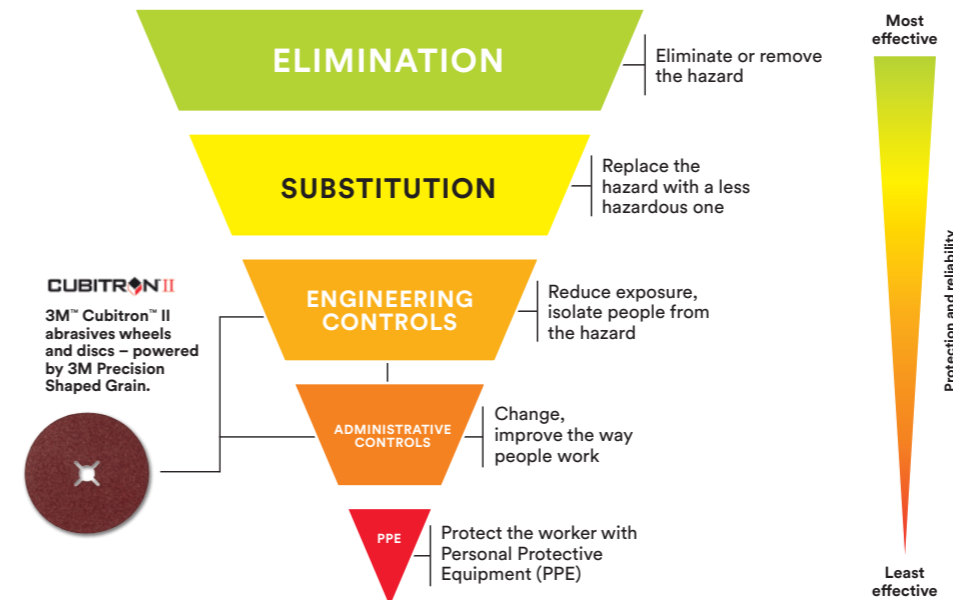 Most
effective
ELIMINATION
Eliminate or remove
the hazard
SUBSTITUTION
Replace the
hazard with a less
hazardous one
Protection and reliability
CUBITRON II
3M™ Cubitron™ II
abrasives wheels
and discs – powered
by 3M Precision
Shaped Grain.
ENGINEERING
CONTROLS
Reduce exposure,
isolate people from
the hazard
ADMINISTRATIVE
CONTROLS
Change,
improve the way
people work
PPE
Protect the worker with
Personal Protective
Equipment (PPE)
Least
effective